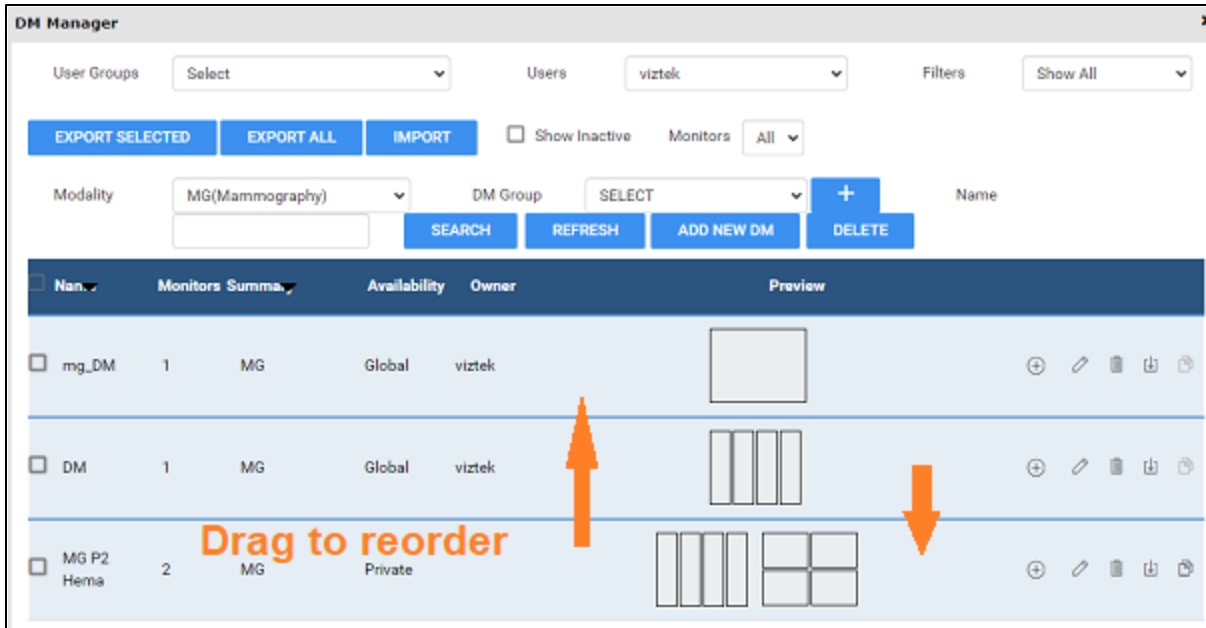 DM Manager
User Groups Select Users viztek Filters Show All
EXPORT SELECTED EXPORT ALL IMPORT Show Inactive Monitors All
Modality MG(Mammography) DM Group SELECT + Name
SEARCH REFRESH ADD NEW DM DELETE
Monitors Availability Owner Preview
mg_DM 1 MG Global viztek
DM 1 MG Global viztek
Drag to reorder
MG P2
Hema 2 MG Private